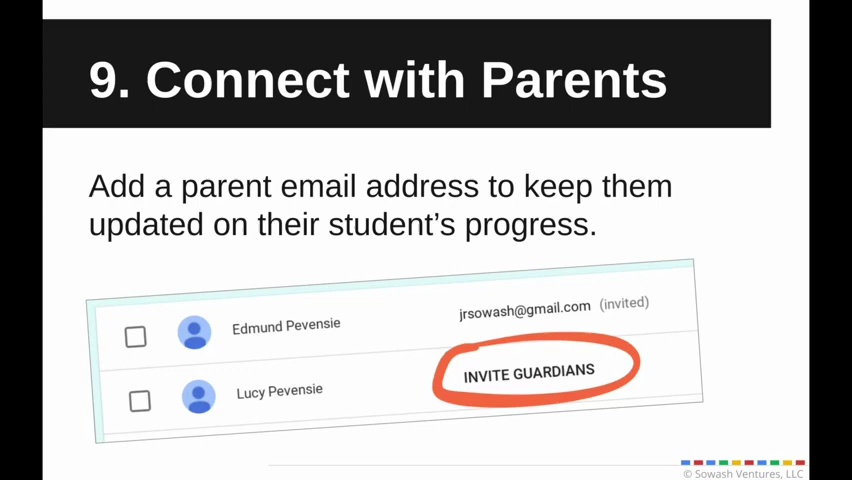 9. Connect with Parents
Add a parent email address to keep them
updated on their student’s progress.
Edmund Pevensie
jrsowash@gmail.com (invited)
Lucy Pevensie
INVITE GUARDIANS
© Sowash Ventures, LLC